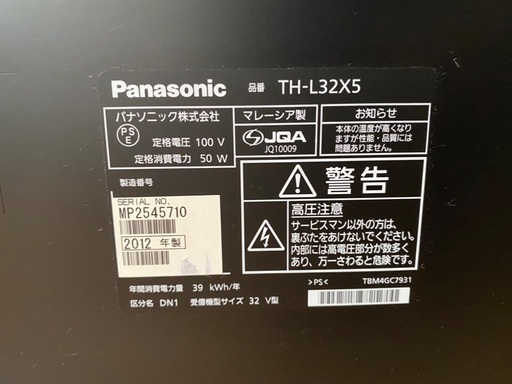 Panasonic 品番 TH-L32X5
パナソニック株式会社
PS
E
定格電圧 100 V
定格消費電力 50 W
マレーシア製
JQA
JQ10009
お知らせ
本体の温度が高くなり
ますが性能・品質には
問題ありません。
製造番号
SERIAL NO.
MP2545710
2012 年製
警告
高圧注意
サービスマン以外の方は、
裏ぶたをあけないでください。
内部には高電圧部分が数多く
あり、万一さわると危険です。
年間消費電力量 39 kWh/年
区分名 DN1 受信機型サイズ 32 V型
>PS<
TBM4GC7931